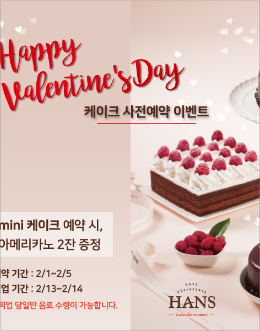 Happy
Valentine's Day
케이크 사전예약 이벤트
mini 케이크 예약 시,
아메리카노 2잔 증정
약 기간 : 2/1~2/5
업 기간 : 2/13~2/14
픽업 당일만 음료 수령이 가능합니다.
CAFE
PATISSERIE
HANS